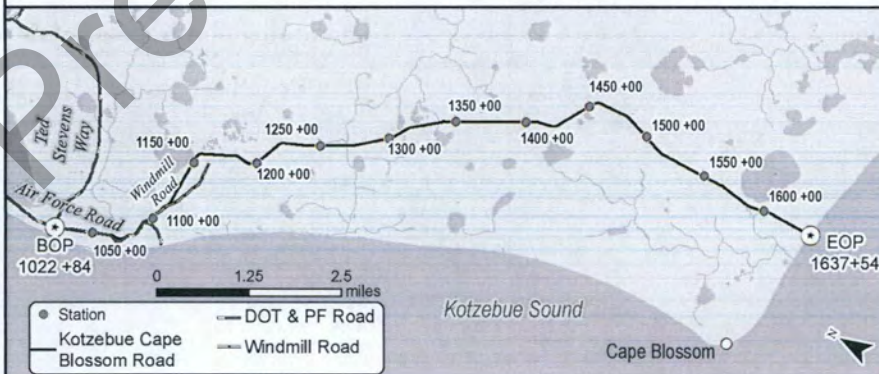 Pre
Ted
Stevens
Way
Air Force Road
Windmill
Road
BOP
1022 +84
1050 +00
1100 +00
1150 +00
1200 +00
1250 +00
1300 +00
1350 +00
1400 +00
1450 +00
1500 +00
1550 +00
1600 +00
EOP
1637+54
0 1.25 2.5
miles
Station
Kotzebue Cape
Blossom Road
DOT & PF Road
Windmill Road
Kotzebue Sound
Cape Blossom
N